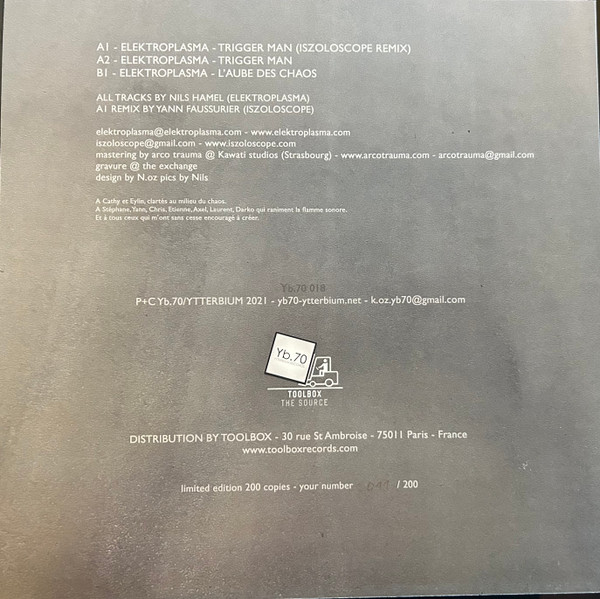 A1 - ELEKTROPLASMA - TRIGGER MAN (ISZOLOSCOPE REMIX)
A2 - ELEKTROPLASMA - TRIGGER MAN
B1 - ELEKTROPLASMA - L'AUBE DES CHAOS
ALL TRACKS BY NILS HAMEL (ELEKTROPLASMA)
A1 REMIX BY YANN FAUSSURIER (ISZOLOSCOPE)
elektroplasma@elektroplasma.com - www.elektroplasma.com
iszoloscope@gmail.com - www.iszoloscope.com
mastering by arco trauma @ Kawati studios (Strasbourg) - www.arcotrauma.com - arcotrauma@gmail.com
gravure @ the exchange
design by N.oz pics by Nils
A Cathy et Eylin, clartés au milieu du chaos.
A Stéphane, Yann, Chris, Etienne, Axel, Laurent, Darko qui raniment la flamme sonore.
Et à tous ceux qui m'ont sans cesse encouragé à créer.
Yb.70 018
P+C Yb.70/YTTERBIUM 2021 - yb70-ytterbium.net - k.oz.yb70@gmail.com
Yb.70
TOOLBOX
THE SOURCE
DISTRIBUTION BY TOOLBOX - 30 rue St Ambroise - 75011 Paris - France
www.toolboxrecords.com
limited edition 200 copies - your number / 200